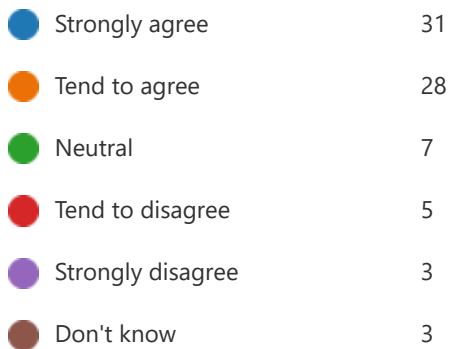 Strongly agree 31
Tend to agree 28
Neutral 7
Tend to disagree 5
Strongly disagree 3
Don't know 3